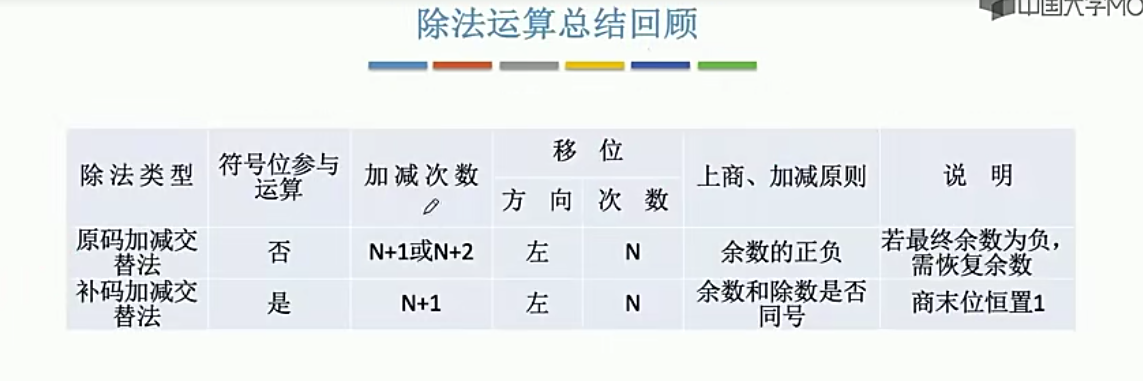 中国大学MO
除法运算总结回顾
除法类型
符号位参与
运算
加减次数
移 位
方 向
次 数
上商、加减原则
说 明
原码加减交
替法
否
N+1或N+2
左
N
余数的正负
若最终余数为负，
需恢复余数
补码加减交
替法
是
N+1
左
N
余数和除数是否
同号
商末位恒置1